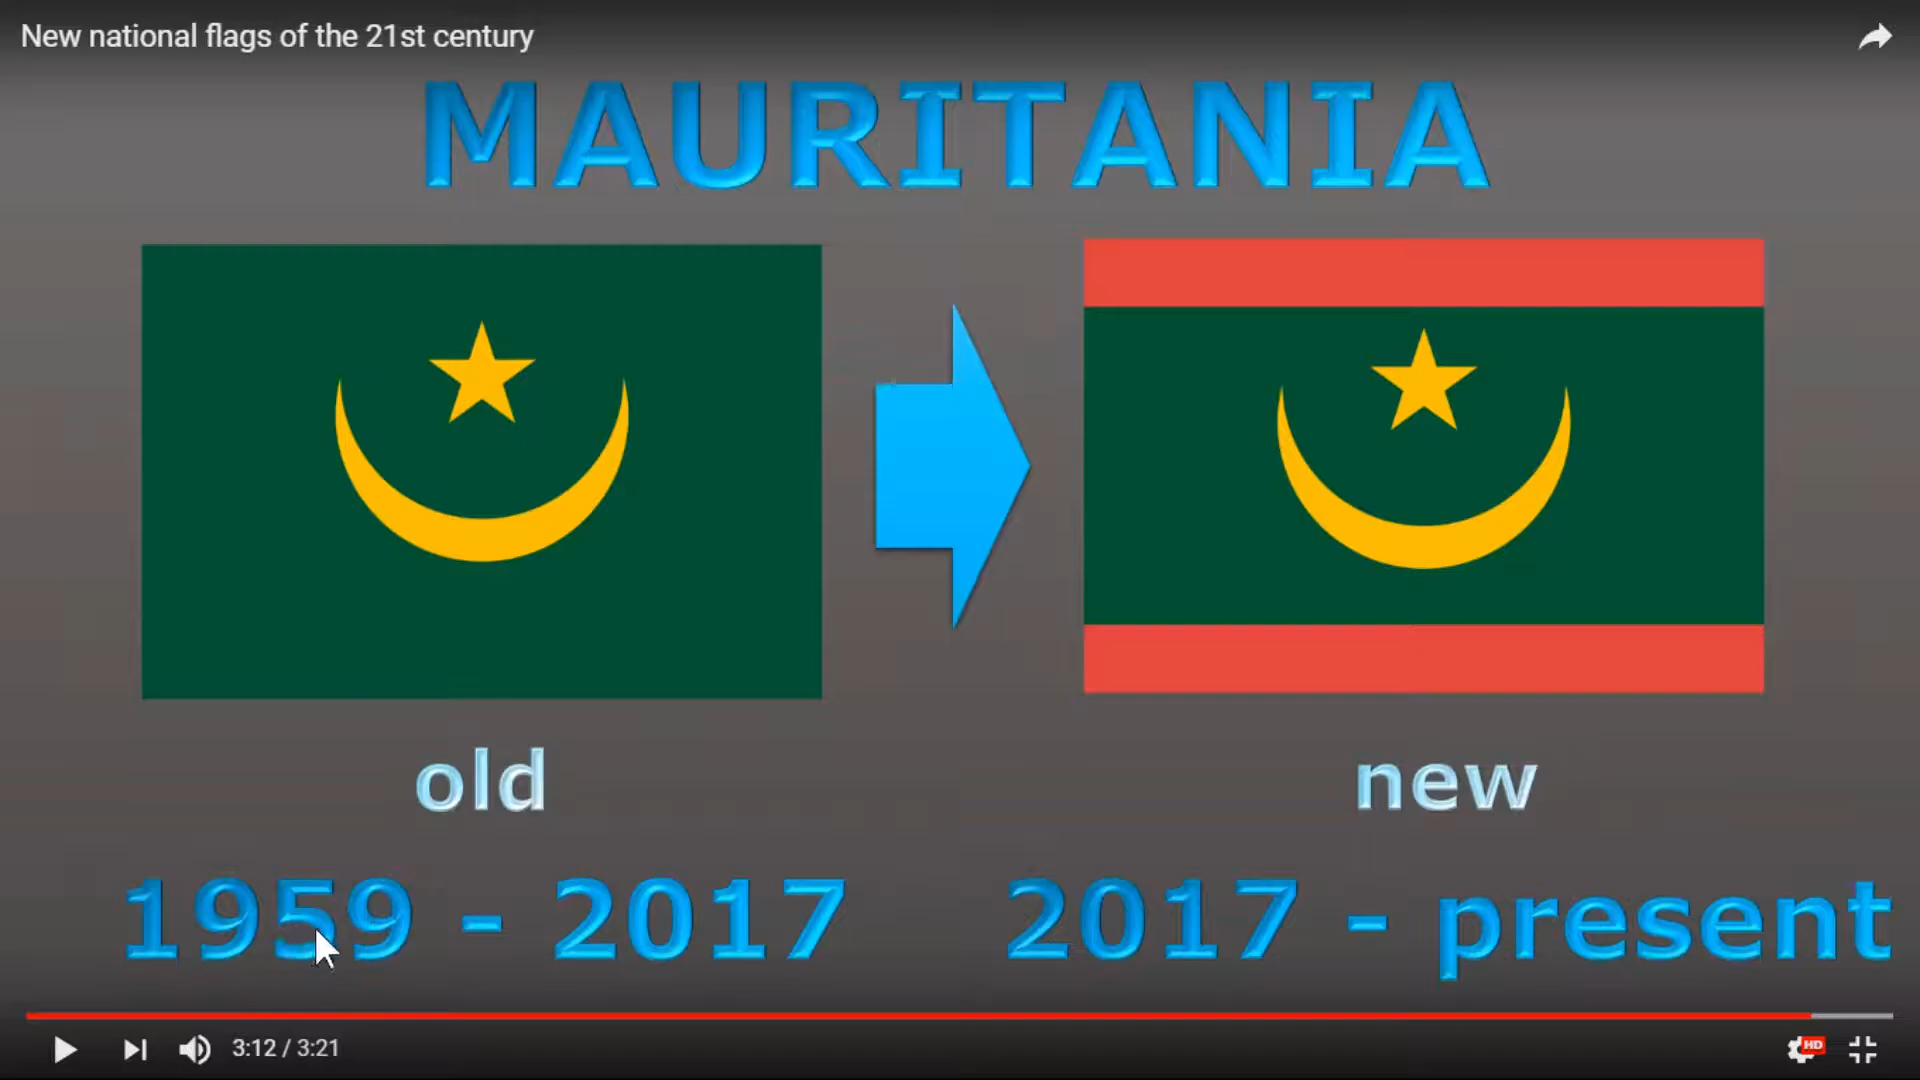 New national flags of the 21st century
MAURITANIA
old
new
1959 - 2017
2017 - present
3:12 / 3:21
HD